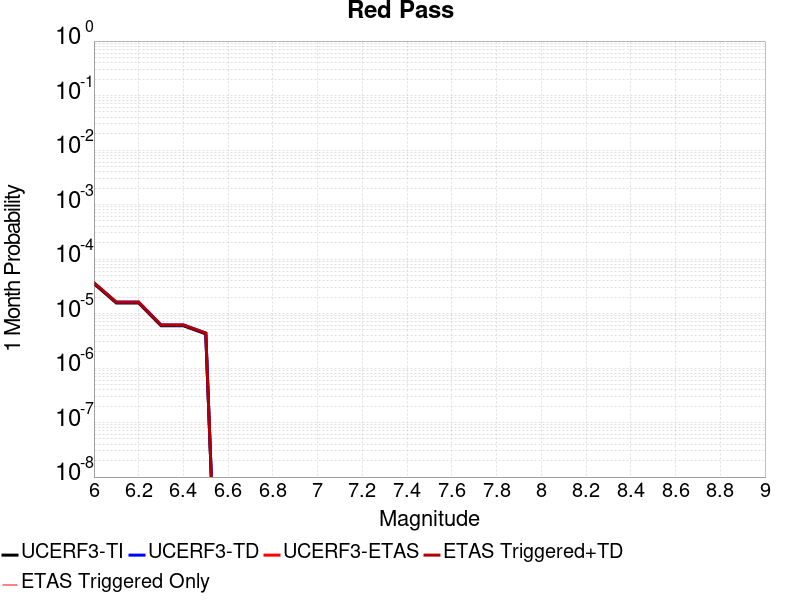 Red Pass
1 Month Probability
10^0
10^-1
10^-2
10^-3
10^-4
10^-5
10^-6
10^-7
10^-8
6 6.2 6.4 6.6 6.8 7 7.2 7.4 7.6 7.8 8 8.2 8.4 8.6 8.8 9
Magnitude
UCERF3-TI UCERF3-TD UCERF3-ETAS ETAS Triggered+TD
ETAS Triggered Only